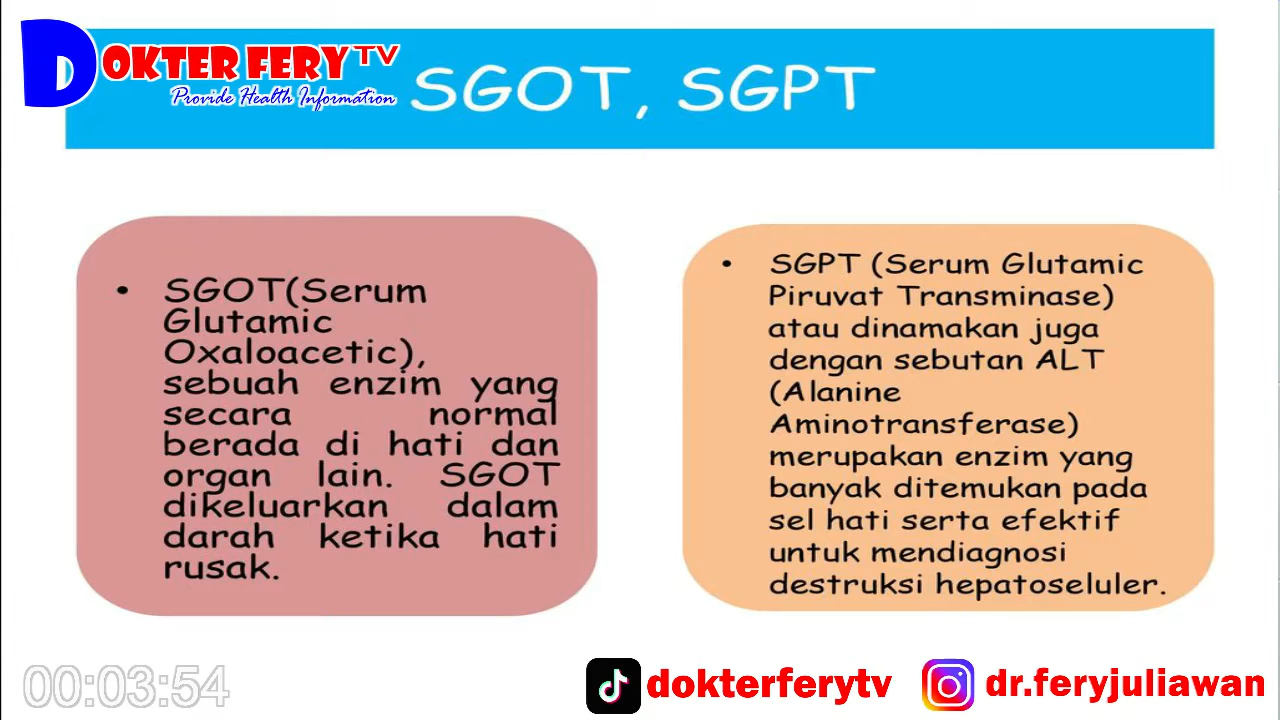 DOKTER FERY TV
Provide Health Information
SGOT, SGPT
• SGOT(Serum
Glutamic
Oxaloacetic),
sebuah enzim yang
secara normal
berada di hati dan
organ lain. SGOT
dikeluarkan dalam
darah ketika hati
rusak.
• SGPT (Serum Glutamic
Piruvat Transminase)
atau dinamakan juga
dengan sebutan ALT
(Alanine
Aminotransferase)
merupakan enzim yang
banyak ditemukan pada
sel hati serta efektif
untuk mendiagnosi
destruksi hepatoseluler.
00:03:54
dokterferytv
dr.feryjuliawan